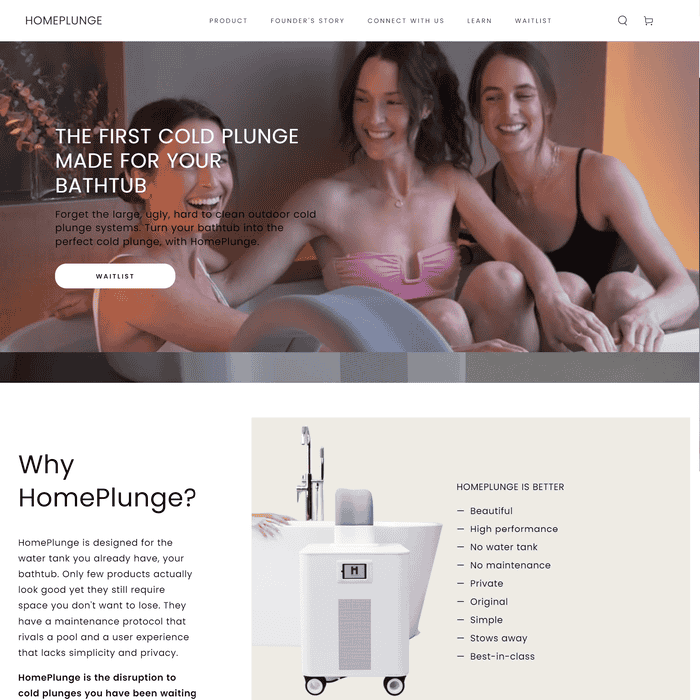 HOMEPLUNGE
PRODUCT FOUNDER'S STORY CONNECT WITH US LEARN WAITLIST
THE FIRST COLD PLUNGE
MADE FOR YOUR
BATHTUB
Forget the large, ugly, hard to clean outdoor cold
plunge systems. Turn your bathtub into the
perfect cold plunge, with HomePlunge.
WAITLIST
Why
HomePlunge?
HomePlunge is designed for the
water tank you already have, your
bathtub. Only few products actually
look good yet they still require
space you don't want to lose. They
have a maintenance protocol that
rivals a pool and a user experience
that lacks simplicity and privacy.
HomePlunge is the disruption to
cold plunges you have been waiting
HOMEPLUNGE IS BETTER
— Beautiful
— High performance
— No water tank
— No maintenance
— Private
— Original
— Simple
— Stows away
— Best-in-class